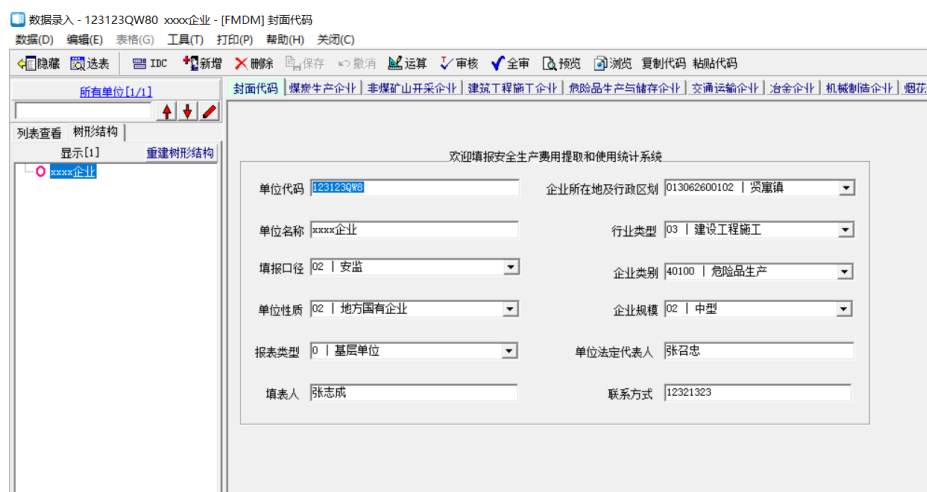 数据录入 - 123123QW80 xxxx企业 - [FMDM] 封面代码
数据(D) 编辑(E) 表格(G) 工具(T) 打印(P) 帮助(H) 关闭(C)
隐藏 选表 IDC 新增 删除 保存 撤消 运算 审核 全审 预览 浏览 复制代码 粘贴代码
所有单位[1/1]
封面代码 煤炭生产企业 非煤矿山开采企业 建筑工程施工企业 危险品生产与储存企业 交通运输企业 冶金企业 机械制造企业 烟花
列表查看 树形结构
显示[1] 重建树形结构
xxxx企业
欢迎填报安全生产费用提取和使用统计系统
单位代码 123123QW8 企业所在地及行政区划 013062600102 | 贤寓镇
单位名称 xxxx企业 行业类型 03 | 建设工程施工
填报口径 02 | 安监 企业类别 40100 | 危险品生产
单位性质 02 | 地方国有企业 企业规模 02 | 中型
报表类型 0 | 基层单位 单位法定代表人 张召忠
填表人 张志成 联系方式 12321323